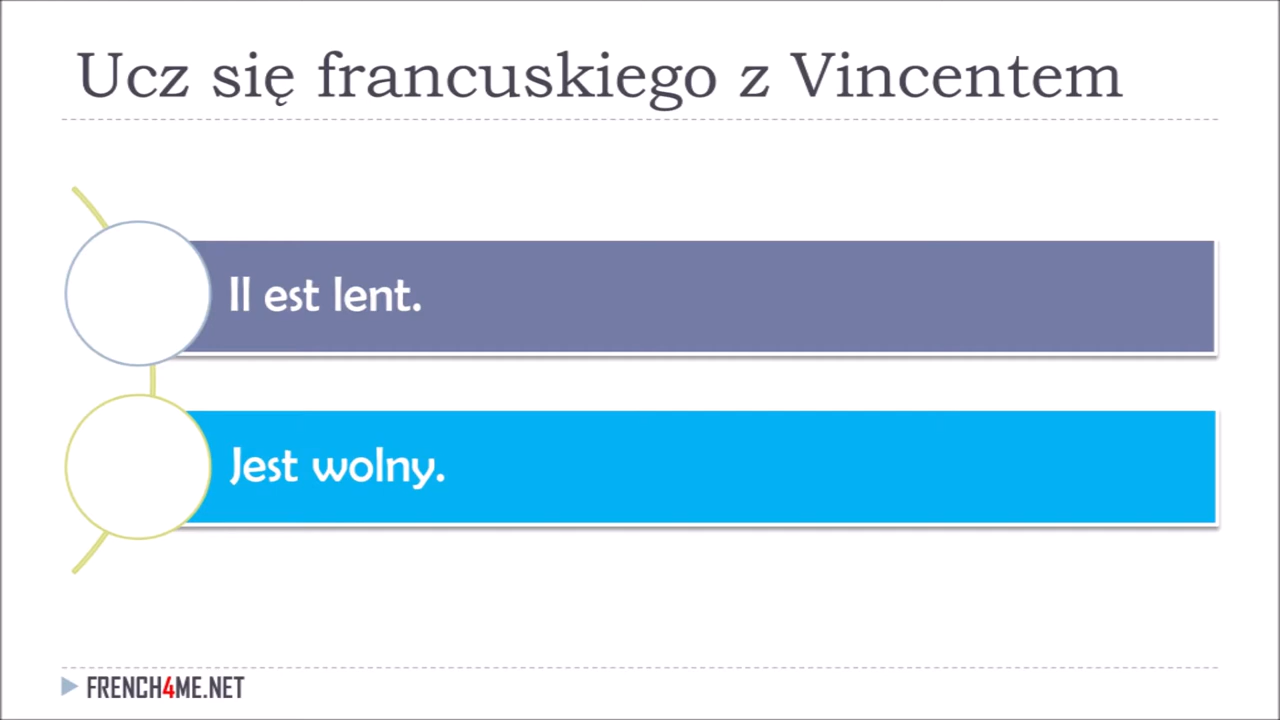 Ucz się francuskiego z Vincentem
Il est lent.
Jest wolny.
FRENCH4ME.NET